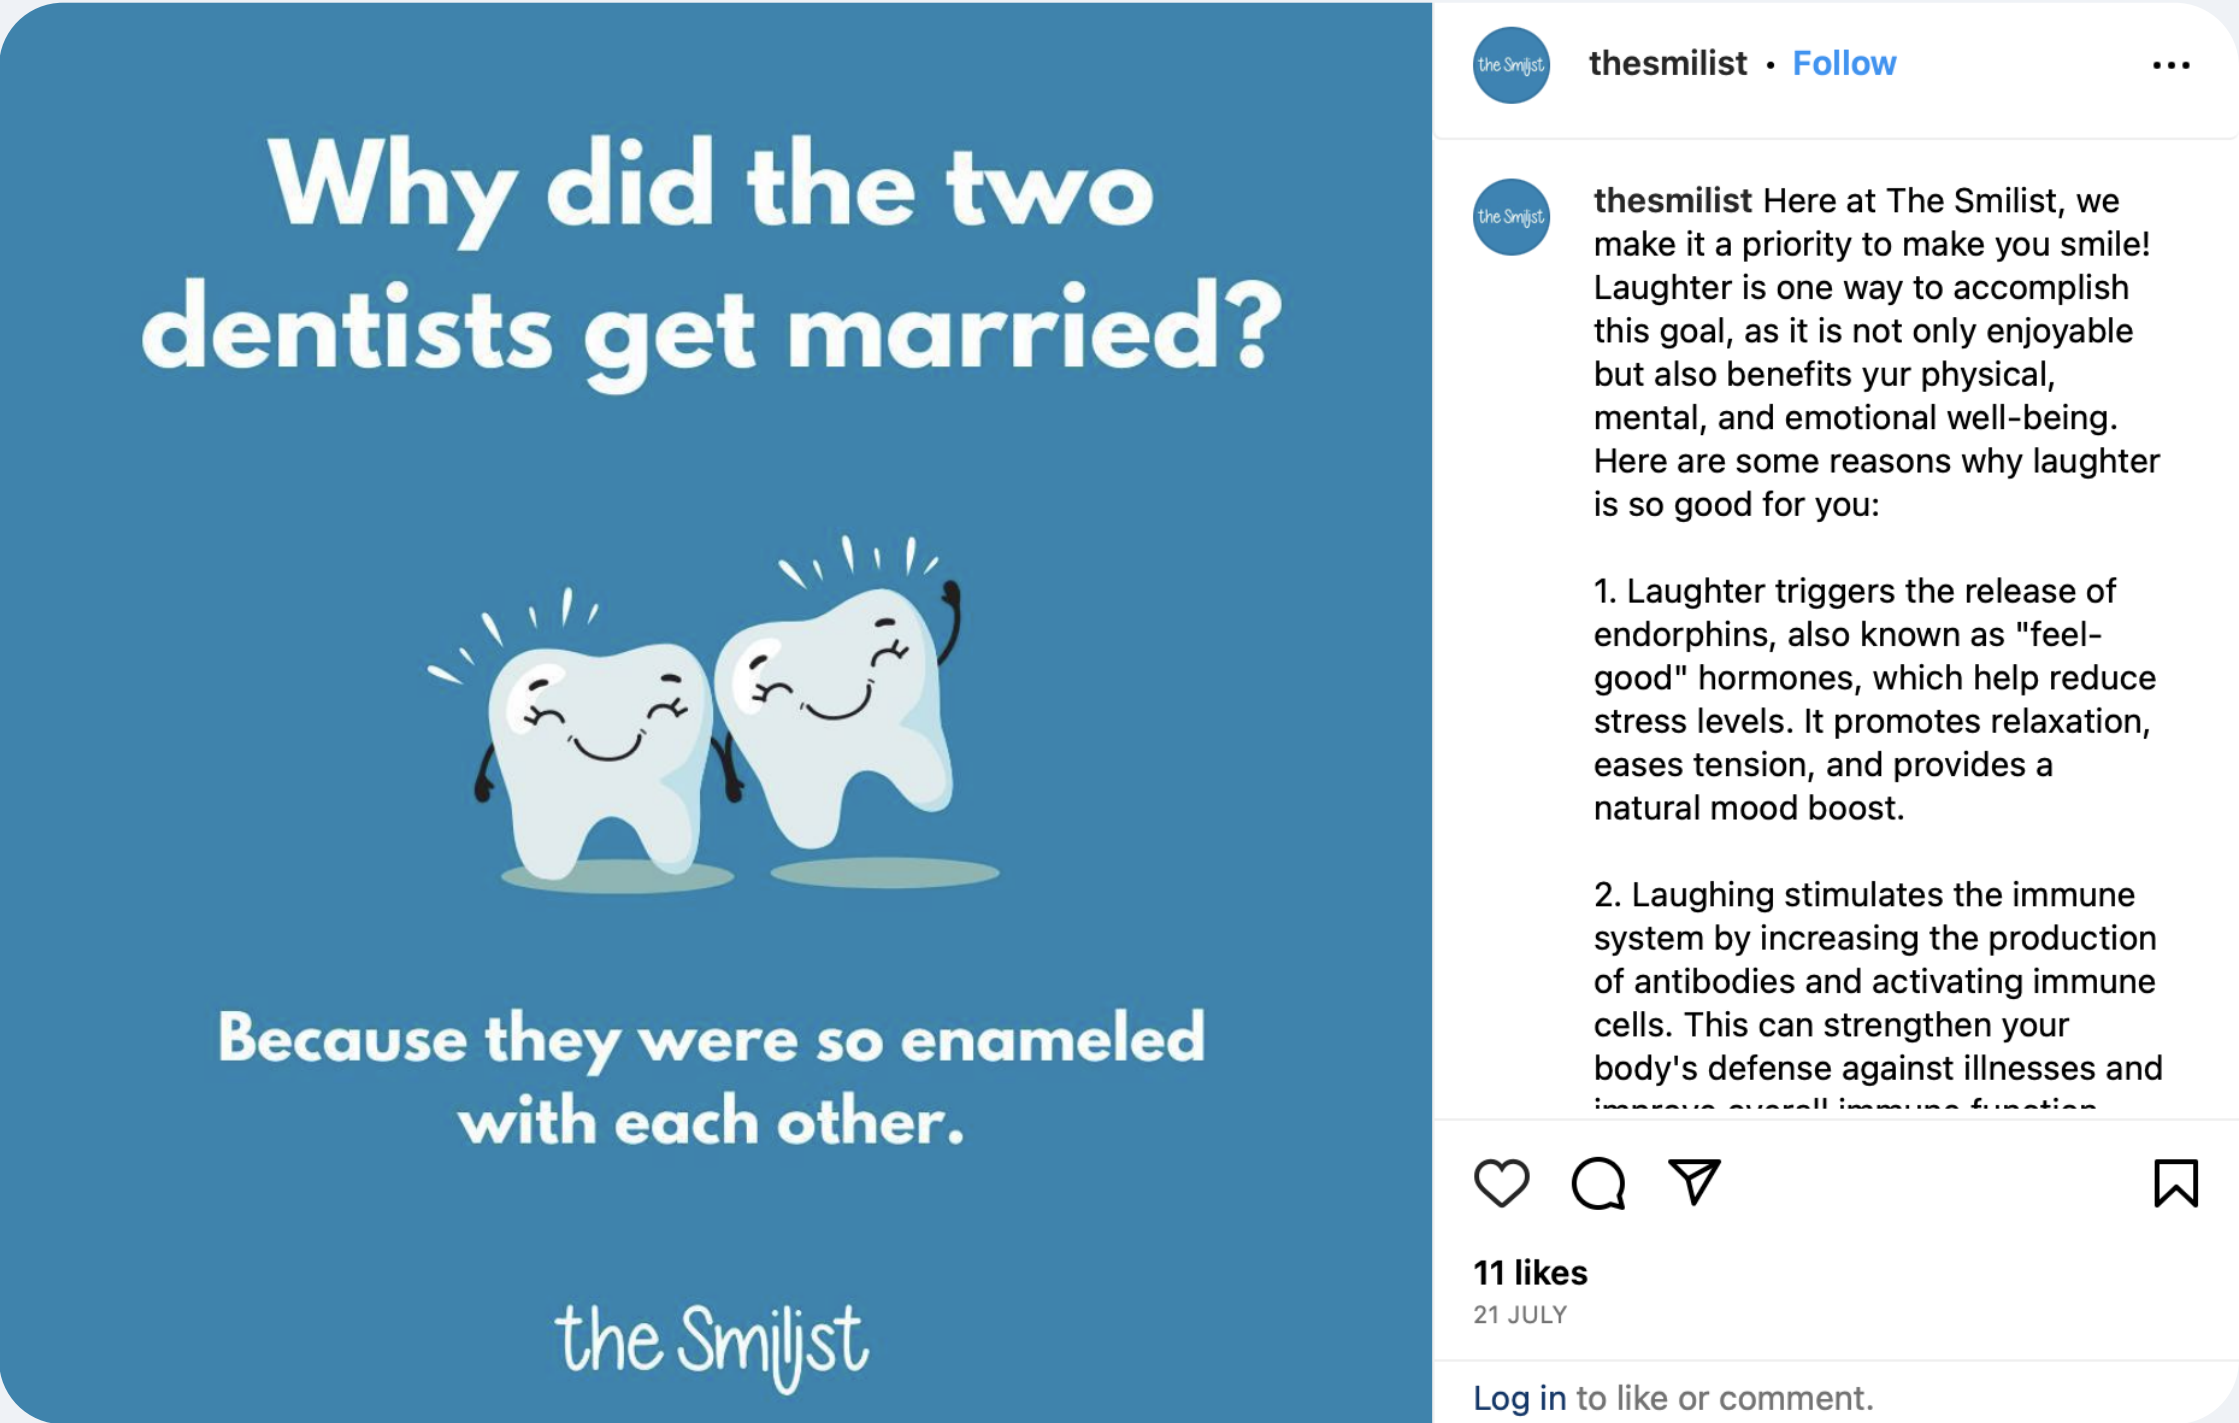 Why did the two
dentists get married?
Because they were so enameled
with each other.
the Smilist
the Smilist
thesmilist • Follow
the Smilist
thesmilist Here at The Smilist, we
make it a priority to make you smile!
Laughter is one way to accomplish
this goal, as it is not only enjoyable
but also benefits yur physical,
mental, and emotional well-being.
Here are some reasons why laughter
is so good for you:
1. Laughter triggers the release of
endorphins, also known as "feel-
good" hormones, which help reduce
stress levels. It promotes relaxation,
eases tension, and provides a
natural mood boost.
2. Laughing stimulates the immune
system by increasing the production
of antibodies and activating immune
cells. This can strengthen your
body's defense against illnesses and
improve overall immune function
11 likes
21 JULY
Log in to like or comment.